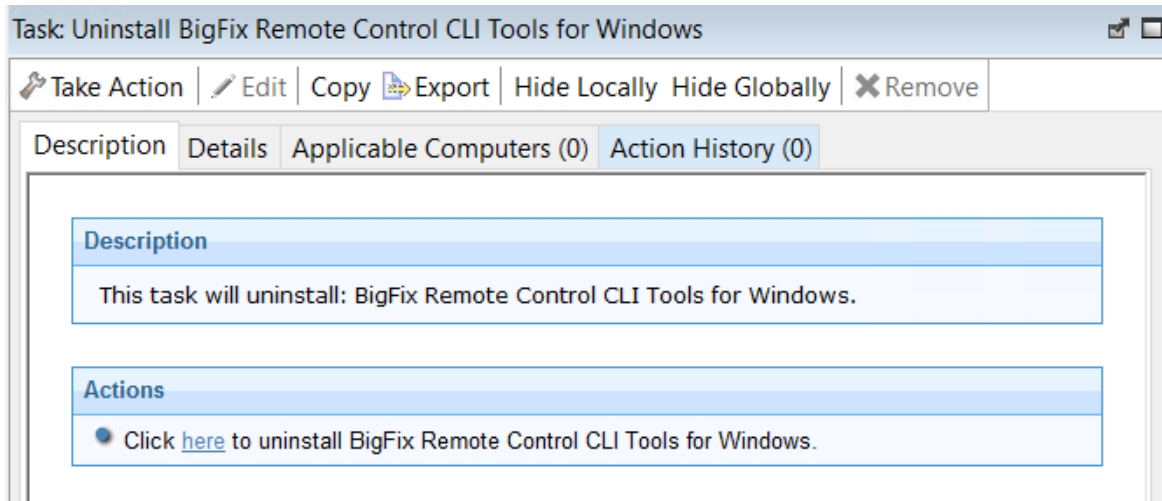 Task: Uninstall BigFix Remote Control CLI Tools for Windows
Take Action Edit Copy Export Hide Locally Hide Globally Remove
Description Details Applicable Computers (0) Action History (0)
Description
This task will uninstall: BigFix Remote Control CLI Tools for Windows.
Actions
Click here to uninstall BigFix Remote Control CLI Tools for Windows.